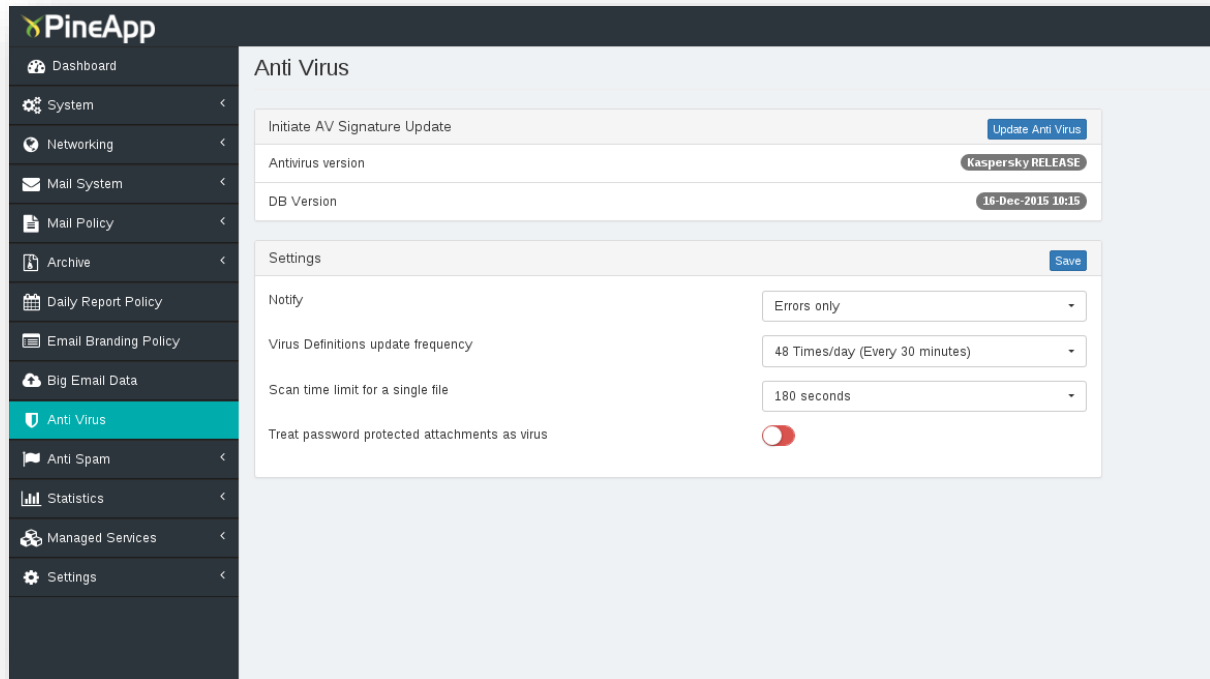 PineApp
Dashboard
System
Networking
Mail System
Mail Policy
Archive
Daily Report Policy
Email Branding Policy
Big Email Data
Anti Virus
Anti Spam
Statistics
Managed Services
Settings
Anti Virus
Initiate AV Signature Update
Update Anti Virus
Antivirus version
Kaspersky RELEASE
DB Version
16-Dec-2015 10:15
Settings
Save
Notify
Errors only
Virus Definitions update frequency
48 Times/day (Every 30 minutes)
Scan time limit for a single file
180 seconds
Treat password protected attachments as virus